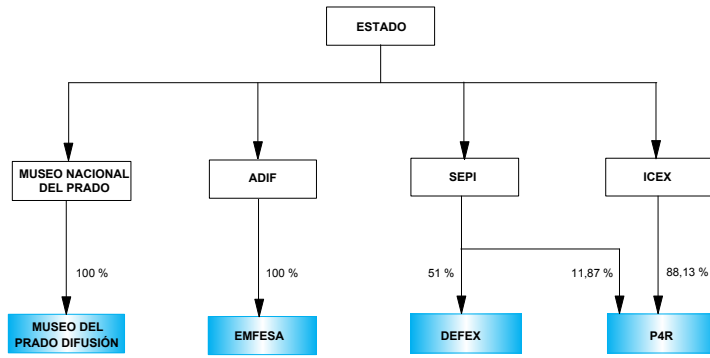 ESTADO
MUSEO NACIONAL
DEL PRADO
ADIF
SEPI
ICEX
100 %
100 %
51 %
11,87 %
88,13 %
MUSEO DEL
PRADO DIFUSIÓN
EMFESA
DEFEX
P4R